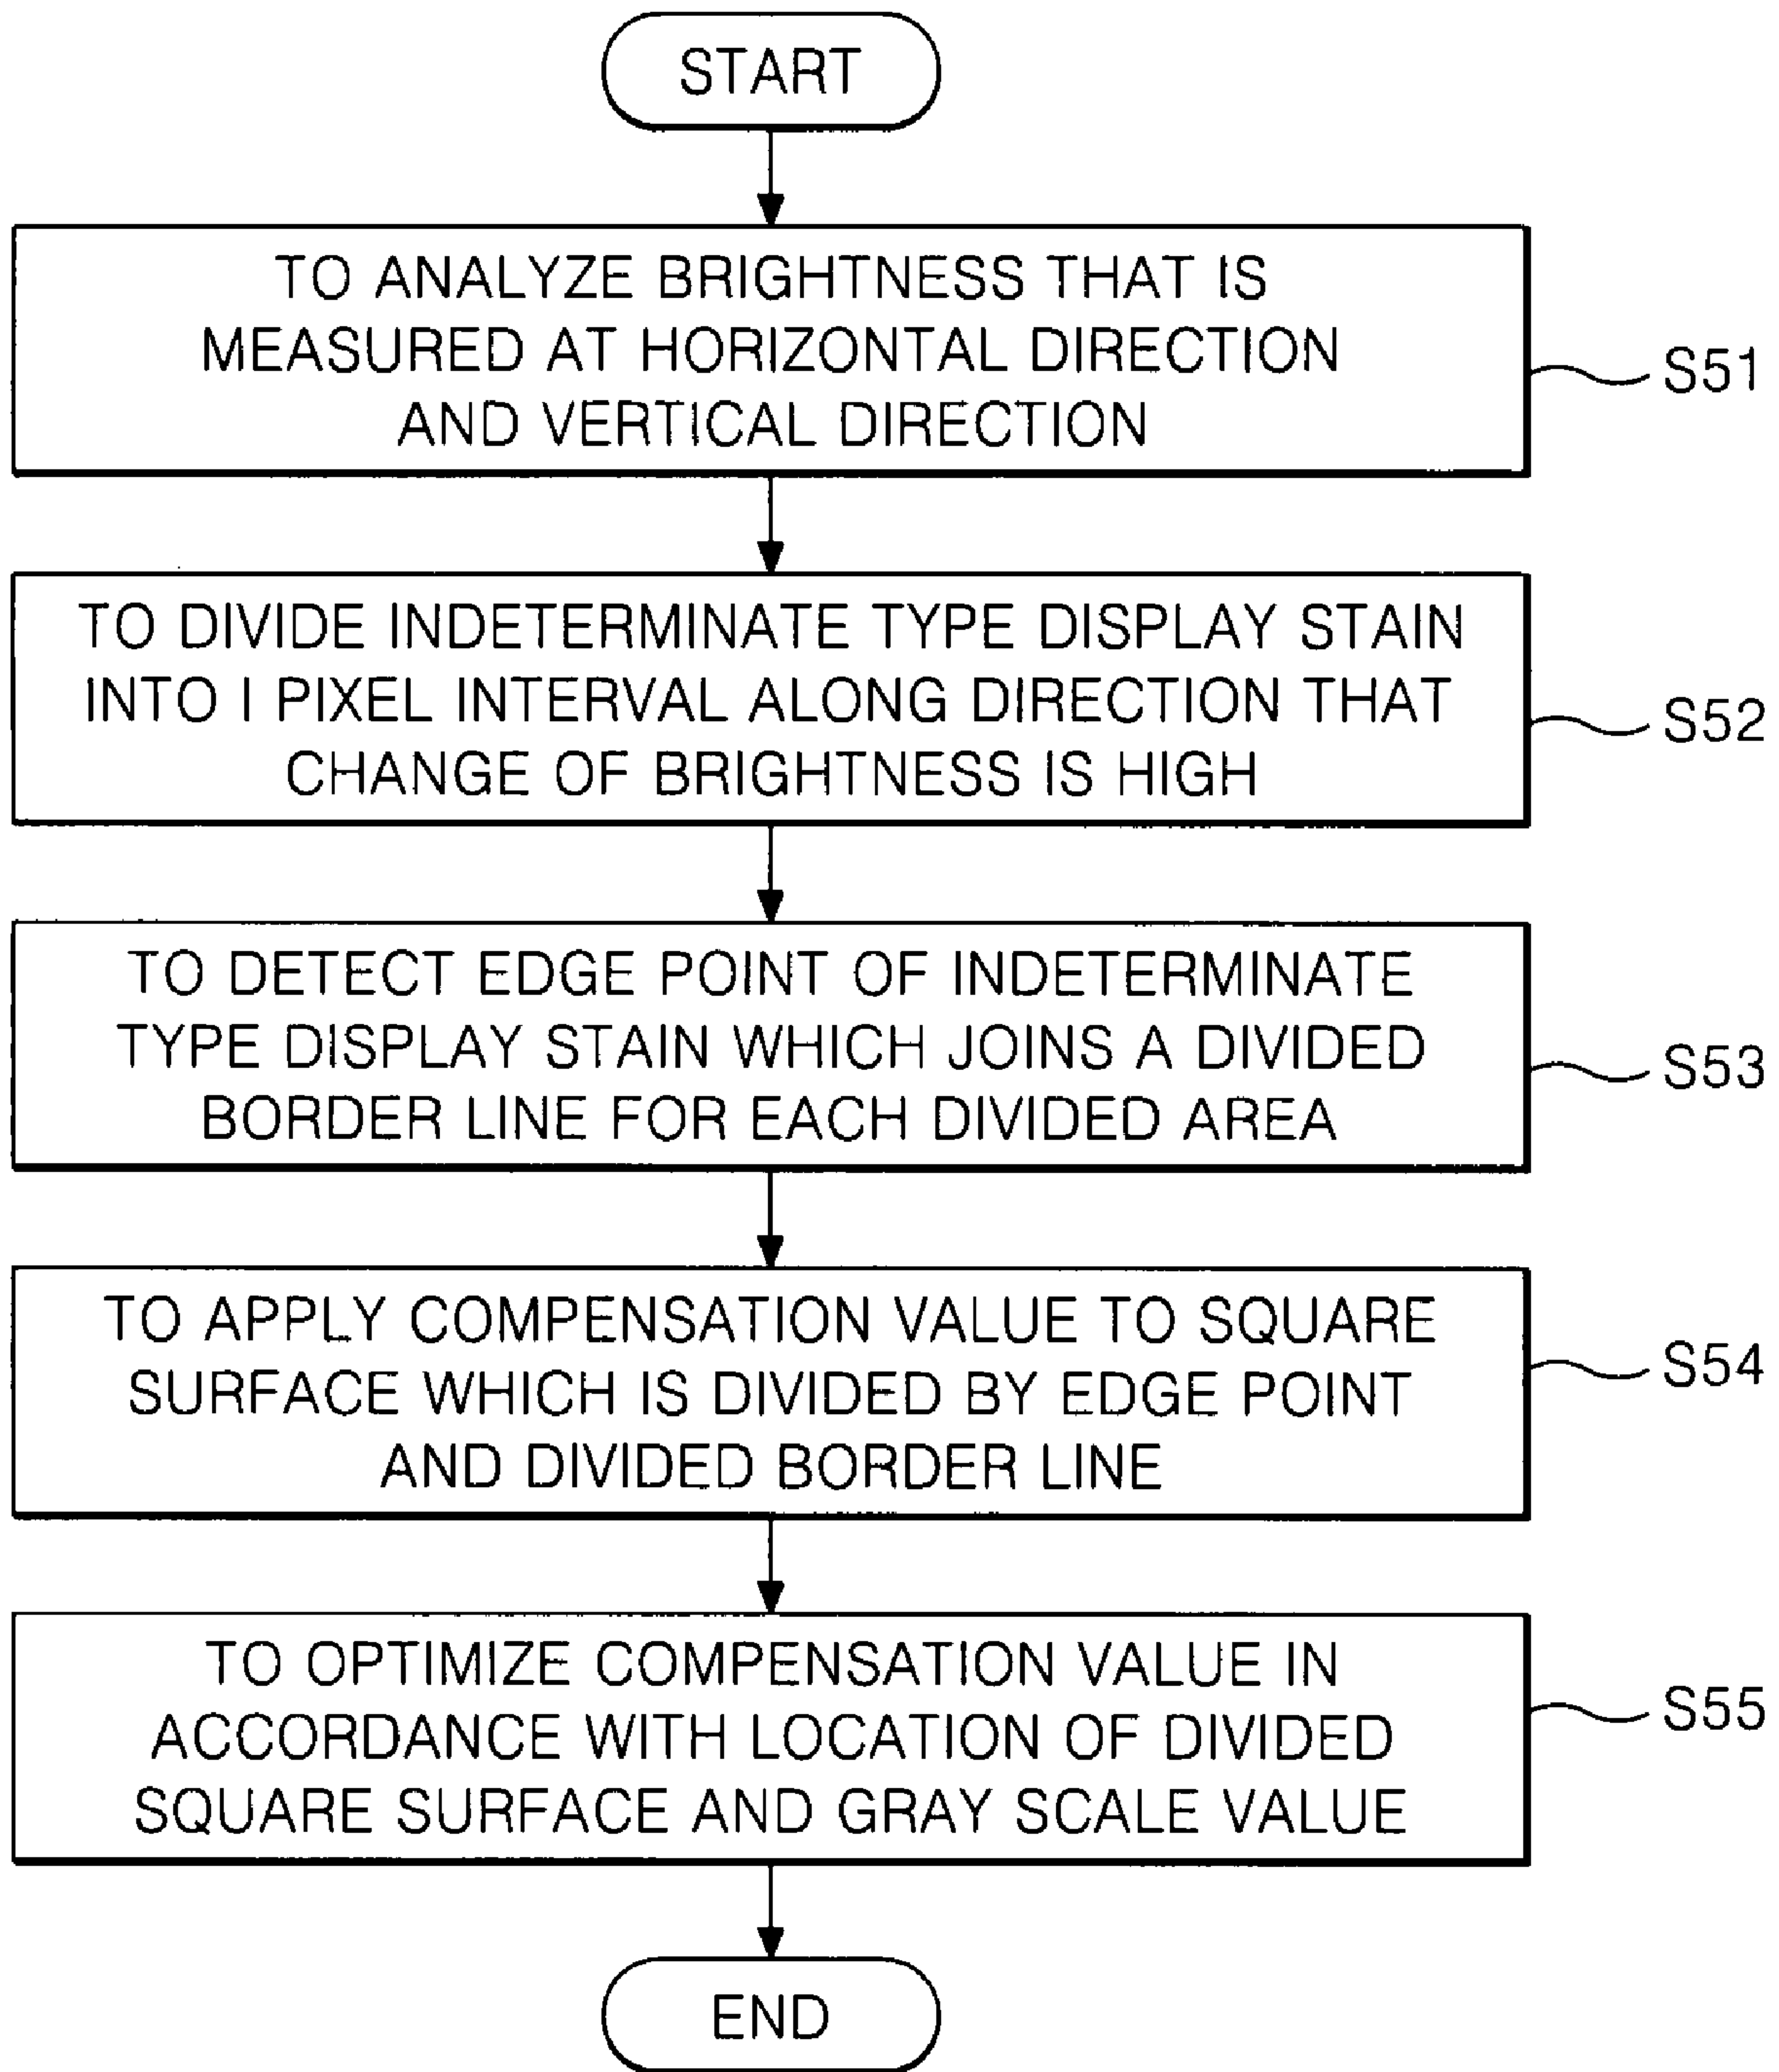 START
TO ANALYZE BRIGHTNESS THAT IS
MEASURED AT HORIZONTAL DIRECTION
AND VERTICAL DIRECTION
S51
TO DIVIDE INDETERMINATE TYPE DISPLAY STAIN
INTO I PIXEL INTERVAL ALONG DIRECTION THAT
CHANGE OF BRIGHTNESS IS HIGH
S52
TO DETECT EDGE POINT OF INDETERMINATE
TYPE DISPLAY STAIN WHICH JOINS A DIVIDED
BORDER LINE FOR EACH DIVIDED AREA
S53
TO APPLY COMPENSATION VALUE TO SQUARE
SURFACE WHICH IS DIVIDED BY EDGE POINT
AND DIVIDED BORDER LINE
S54
TO OPTIMIZE COMPENSATION VALUE IN
ACCORDANCE WITH LOCATION OF DIVIDED
SQUARE SURFACE AND GRAY SCALE VALUE
S55
END